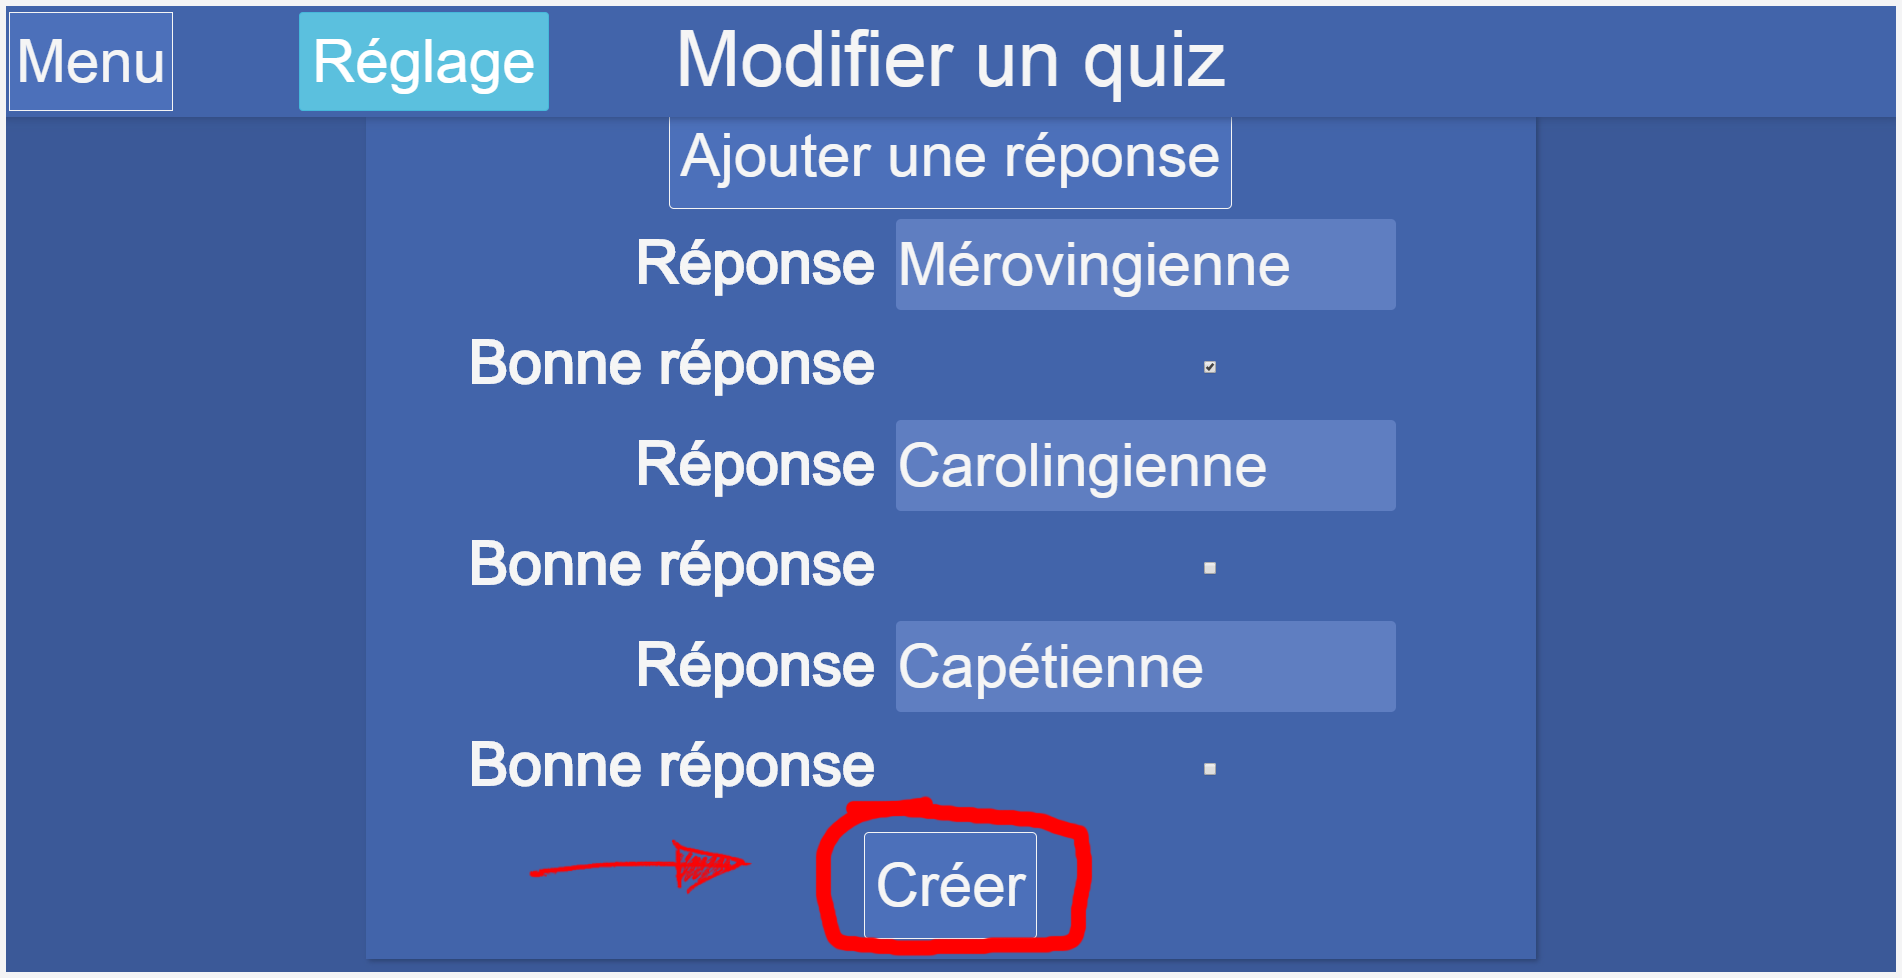 Menu Réglage Modifier un quiz
Ajouter une réponse
Réponse Mérovingienne
Bonne réponse
Réponse Carolingienne
Bonne réponse
Réponse Capétienne
Bonne réponse
Créer